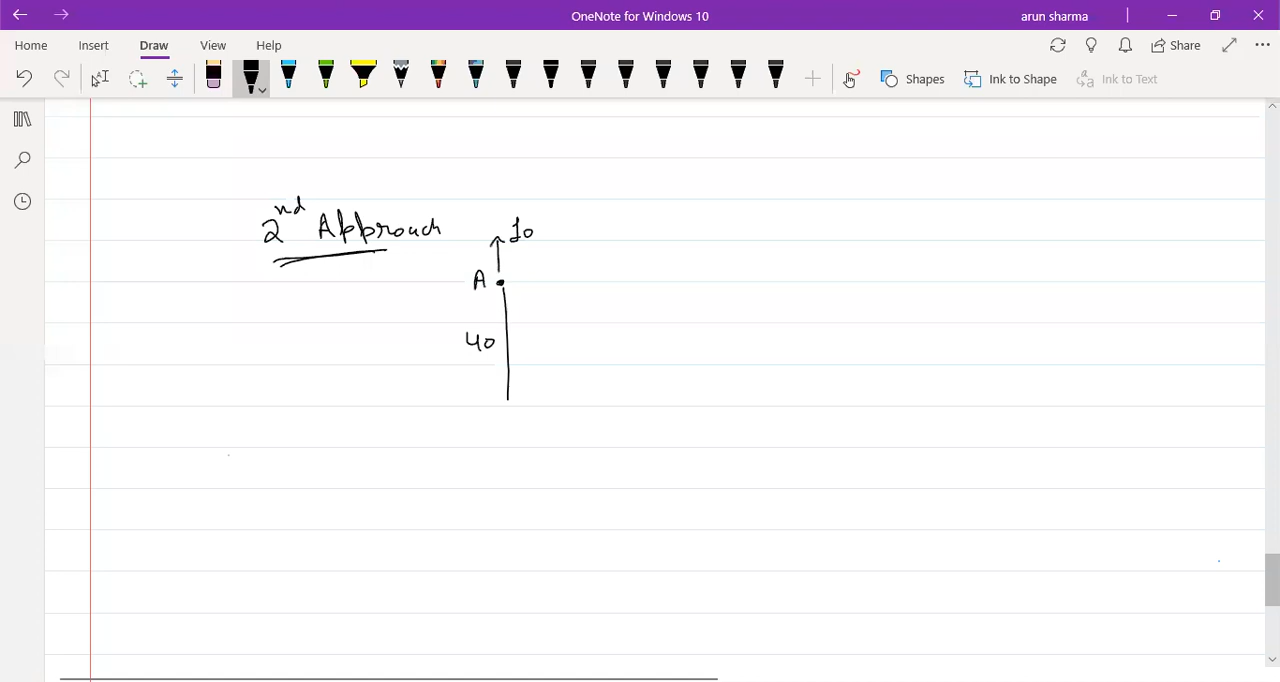 OneNote for Windows 10
arun sharma
Home Insert Draw View Help
Share
Shapes
Ink to Shape
Ink to Text
2nd Approach
10
A
40